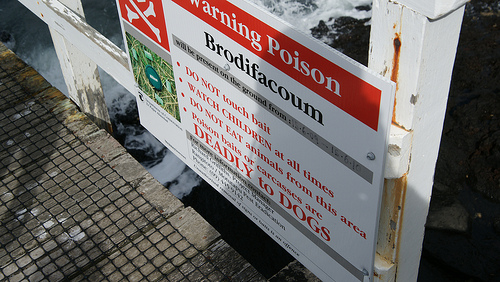 Warning Poison
Brodifacoum
will be present on the ground from:
DO NOT touch bait
WATCH CHILDREN at all times
DO NOT EAT animals from this area
Poison baits or carcasses are
DEADLY to DOGS